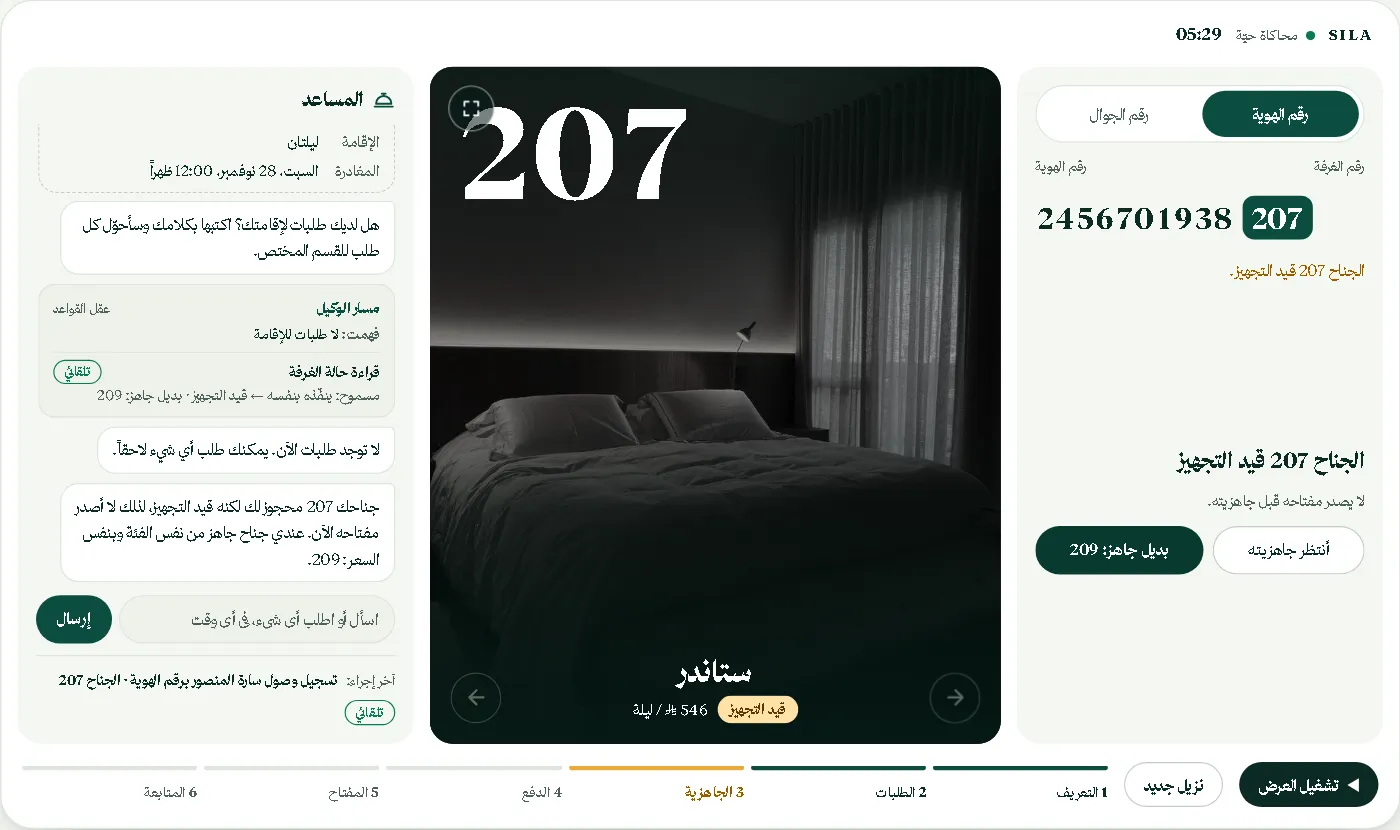 SILA
محاكاة حيّة
05:29
رقم الهوية
رقم الجوال
رقم الغرفة
رقم الهوية
207
2456701938
الجناح 207 قيد التجهيز.
الجناح 207 قيد التجهيز
لا يصدر مفتاحه قبل جاهزيته.
أنتظر جاهزيته
بديل جاهز: 209
207
ستاندر
قيد التجهيز
546 ⃁ / ليلة
المساعد
الإقامة ليلتان
المغادرة السبت، 28 نوفمبر، 12:00 ظهراً
هل لديك طلبات لإقامتك؟ اكتبها بكلامك وسأحوّل كل
طلب للقسم المختص.
مسار الوكيل
عقل القواعد
فهمت: لا طلبات للإقامة
قراءة حالة الغرفة
تلقائي
مسموح: ينفّذه بنفسه ← قيد التجهيز · بديل جاهز: 209
لا توجد طلبات الآن. يمكنك طلب أي شيء لاحقاً.
جناحك 207 محجوز لك لكنه قيد التجهيز، لذلك لا أصدر
مفتاحه الآن. عندي جناح جاهز من نفس الفئة وبنفس
السعر: 209.
اسأل أو اطلب أي شيء، في أي وقت
إرسال
آخر إجراء: تسجيل وصول سارة المنصور برقم الهوية · الجناح 207
تلقائي
تشغيل العرض
نزيل جديد
1 التعريف
2 الطلبات
3 الجاهزية
4 الدفع
5 المفتاح
6 المتابعة